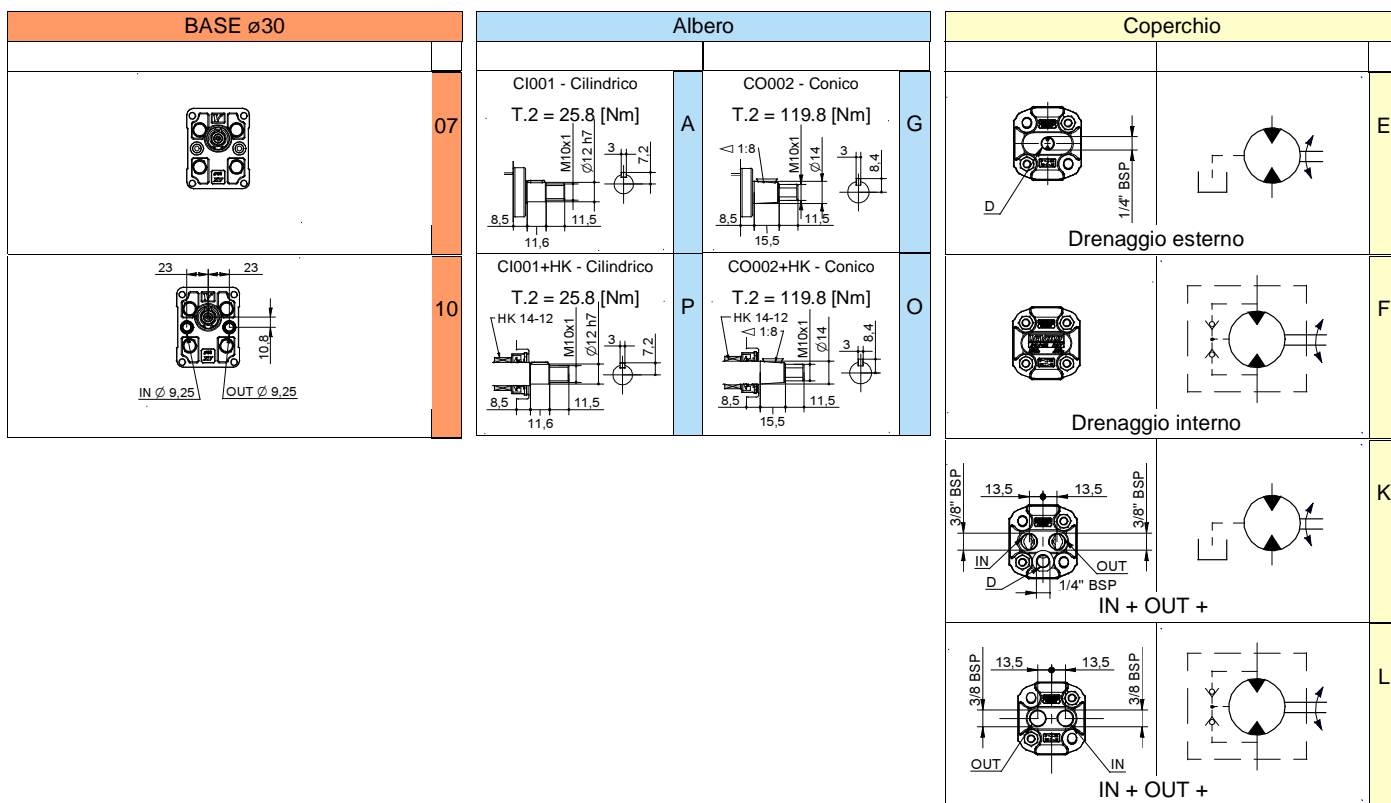 BASE ø30
07
23 23
10,8
IN Ø 9,25 OUT Ø 9,25
10
Albero
CI001 - Cilindrico
T.2 = 25.8 [Nm]
3
M10x1
Ø12 h7
7,2
8,5 11,5
11,6
A
CO002 - Conico
T.2 = 119.8 [Nm]
1:8
3
M10x1
Ø14
8,4
8,5 11,5
15,5
G
CI001+HK - Cilindrico
T.2 = 25.8 [Nm]
HK 14-12
3
M10x1
Ø12 h7
7,2
8,5 11,5
11,6
P
CO002+HK - Conico
T.2 = 119.8 [Nm]
HK 14-12
1:8
3
M10x1
Ø14
8,4
8,5 11,5
15,5
O
Coperchio
D
1/4" BSP
Drenaggio esterno
E
Drenaggio interno
F
3/8" BSP
13,5 13,5
3/8" BSP
IN
OUT
D
1/4" BSP
IN + OUT +
K
3/8 BSP
13,5 13,5
3/8 BSP
OUT IN
IN + OUT +
L